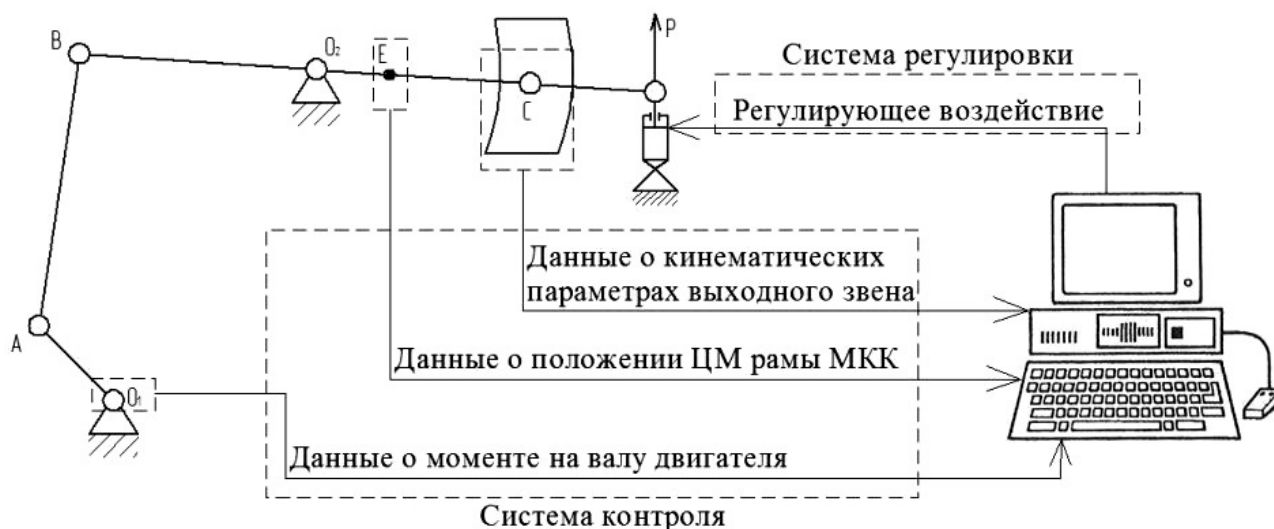 B
O₂
E
C
P
A
O₁
Система регулировки
Регулирующее воздействие
Данные о кинематических
параметрах выходного звена
Данные о положении ЦМ рамы МКК
Данные о моменте на валу двигателя
Система контроля